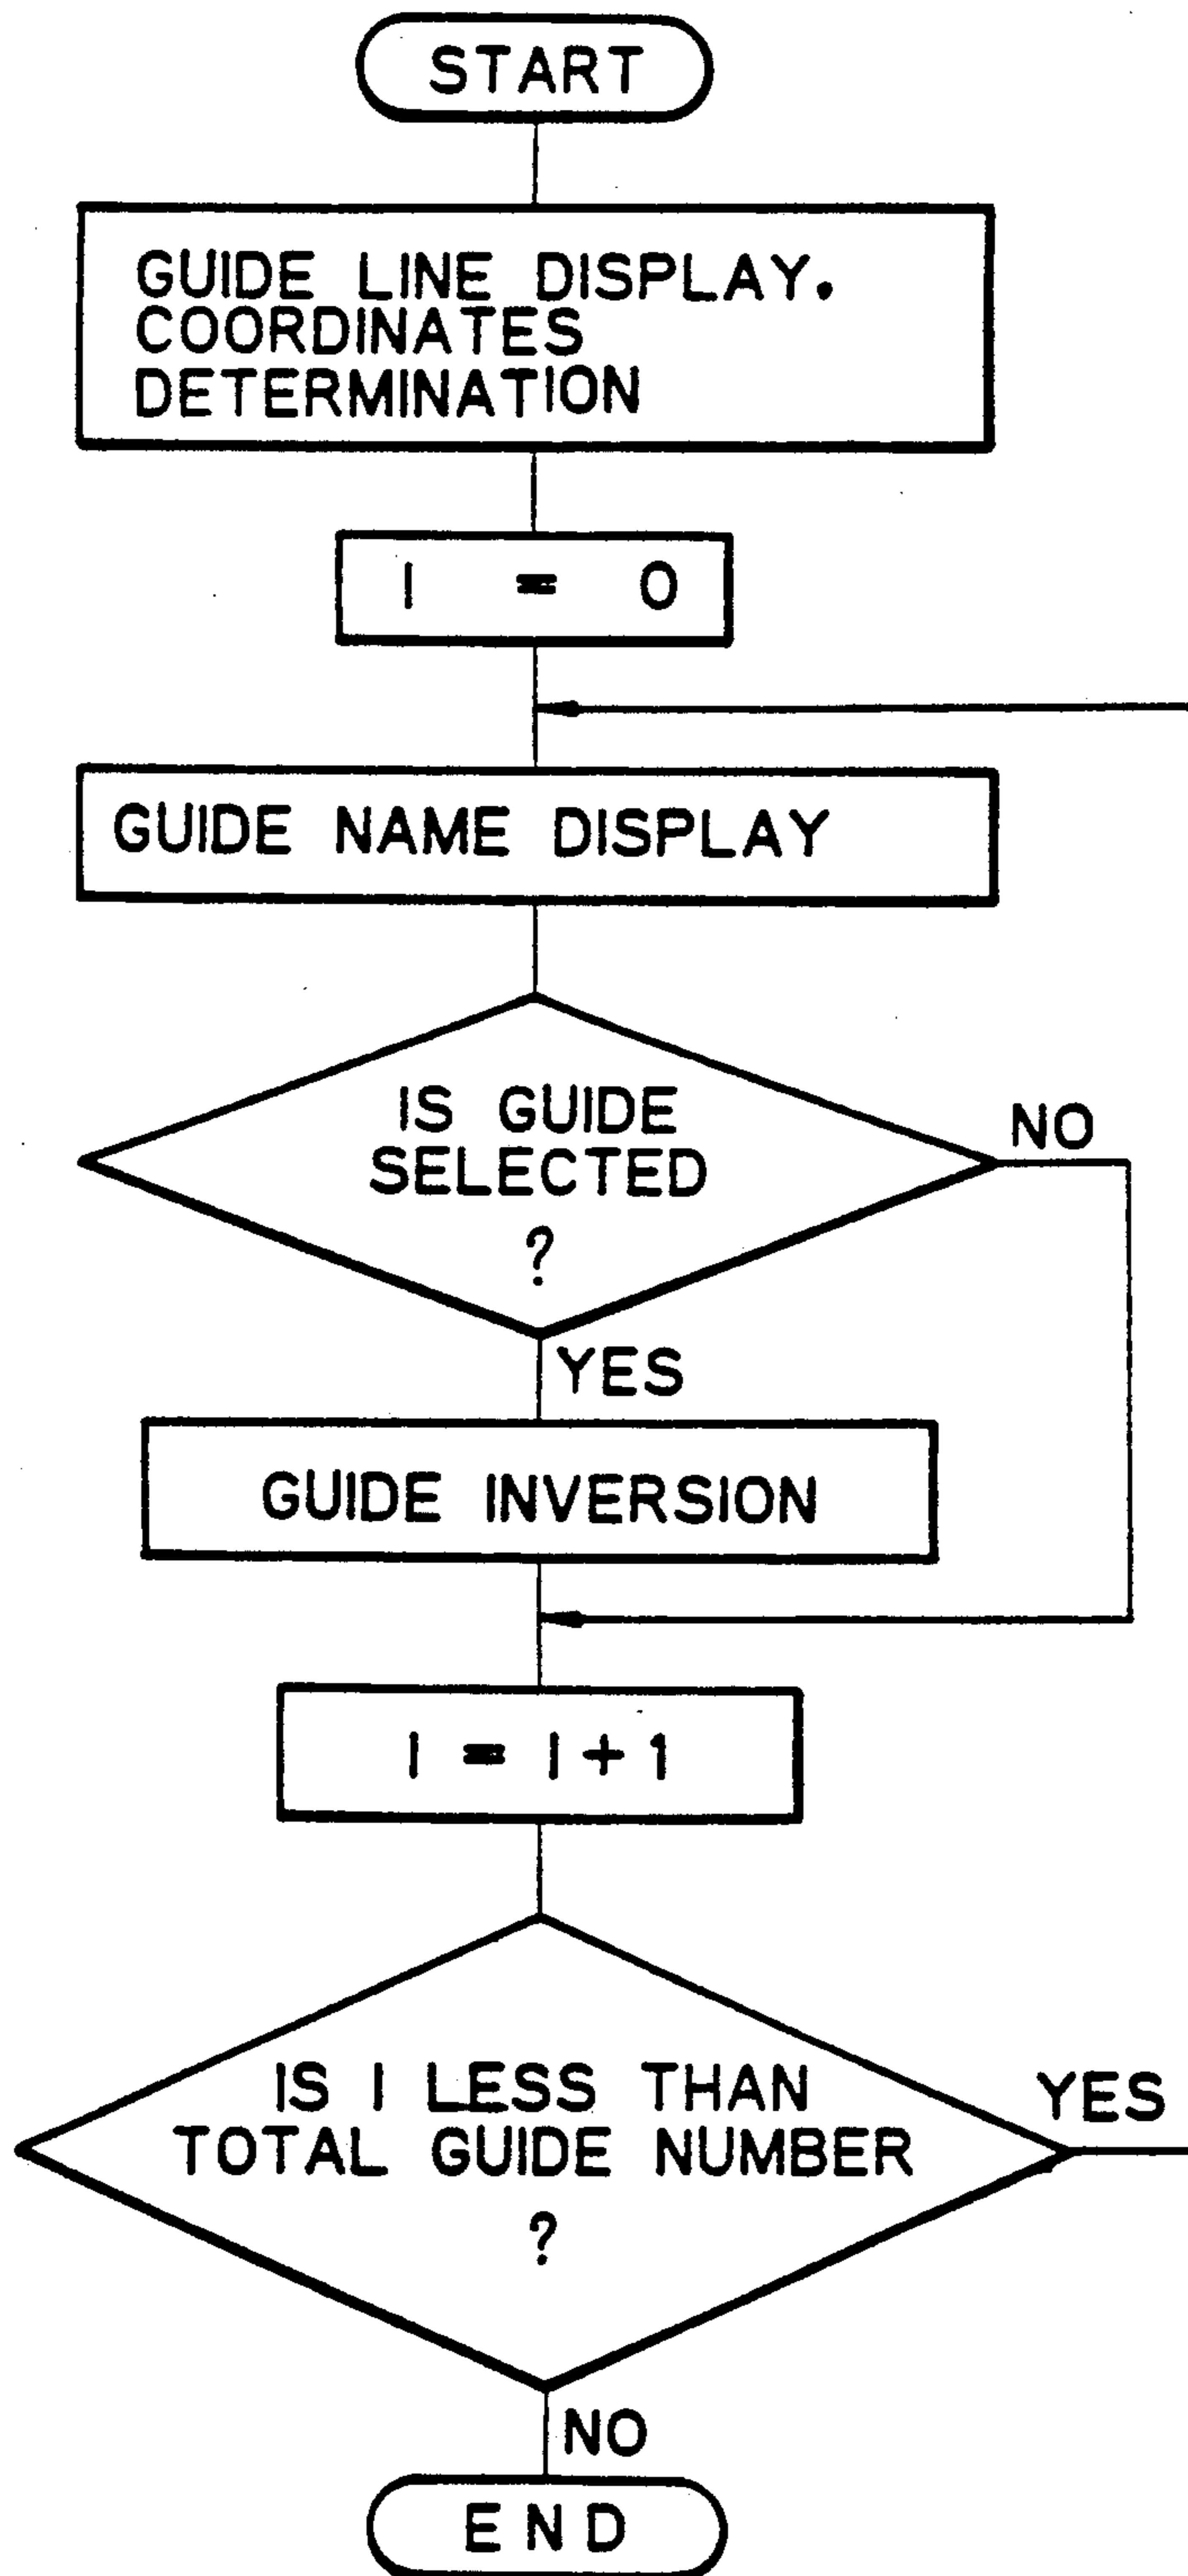 START
GUIDE LINE DISPLAY.
COORDINATES
DETERMINATION
I = 0
GUIDE NAME DISPLAY
IS GUIDE
SELECTED
?
NO
YES
GUIDE INVERSION
I = I + 1
IS I LESS THAN
TOTAL GUIDE NUMBER
?
YES
NO
END